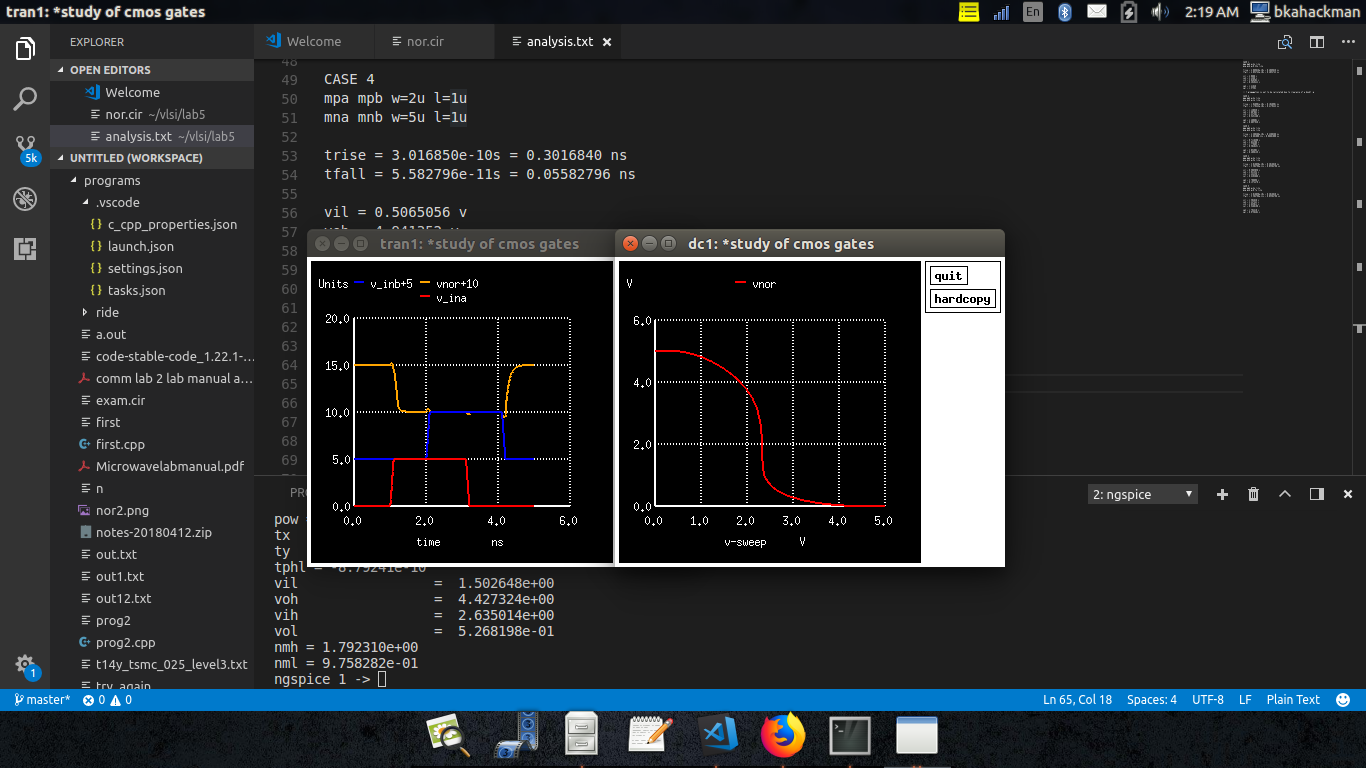 tran1: *study of cmos gates
En
2:19 AM
bkahackman
EXPLORER
Welcome
nor.cir
analysis.txt
OPEN EDITORS
Welcome
nor.cir ~/vlsi/lab5
analysis.txt ~/vlsi/lab5
UNTITLED (WORKSPACE)
programs
.vscode
c_cpp_properties.json
launch.json
settings.json
tasks.json
ride
a.out
code-stable-code_1.22.1-...
comm lab 2 lab manual a...
exam.cir
first
first.cpp
Microwavelabmanual.pdf
n
nor2.png
notes-20180412.zip
out.txt
out1.txt
out12.txt
prog2
prog2.cpp
t14y_tsmc_025_level3.txt
try_again
5k
1
48
49 CASE 4
50 mpa mpb w=2u l=1u
51 mna mnb w=5u l=1u
52
53 trise = 3.016850e-10s = 0.3016840 ns
54 tfall = 5.582796e-11s = 0.05582796 ns
55
56 vil = 0.5065056 v
57
58
59
60
61
62
63
64
65
66
67
68
69
tran1: *study of cmos gates
Units v_inb+5 vnor+10
v_ina
20.0
15.0
10.0
5.0
0.0
0.0 2.0 4.0 6.0
time ns
dc1: *study of cmos gates
V vnor
6.0
4.0
2.0
0.0
0.0 1.0 2.0 3.0 4.0 5.0
v-sweep V
quit
hardcopy
2: ngspice
pow
tx
ty
tphl = -8.79241e-10
vil = 1.502648e+00
voh = 4.427324e+00
vih = 2.635014e+00
vol = 5.268198e-01
nmh = 1.792310e+00
nml = 9.758282e-01
ngspice 1 ->
master* 0 0
Ln 65, Col 18 Spaces: 4 UTF-8 LF Plain Text